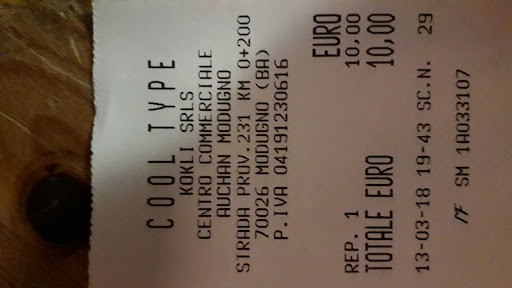 COOL TYPE
KOKLI SRLS
CENTRO COMMERCIALE
AUCHAN MODUGNO
STRADA PROV.231 KM 0+200
70026 MODUGNO (BA)
P.IVA 04191230616
EURO
REP. 1 10,00
TOTALE EURO 10,00
13-03-18 19-43 SC.N. 29
MF SM 1A033107